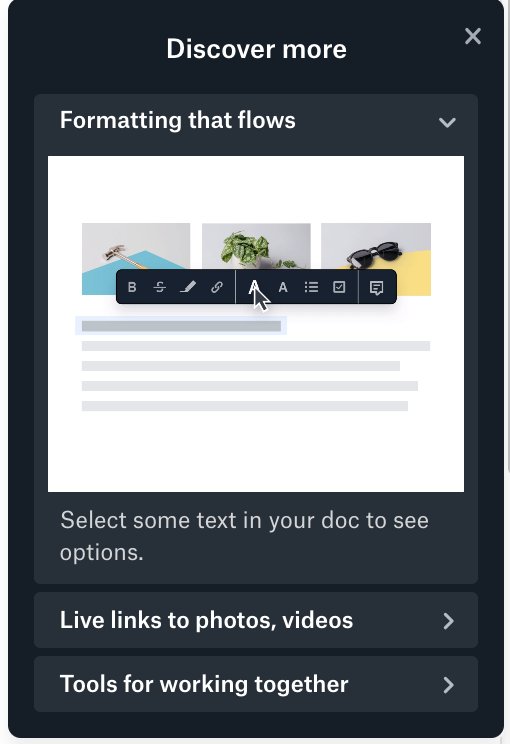 Discover more
Formatting that flows
B S A A
Select some text in your doc to see
options.
Live links to photos, videos
Tools for working together